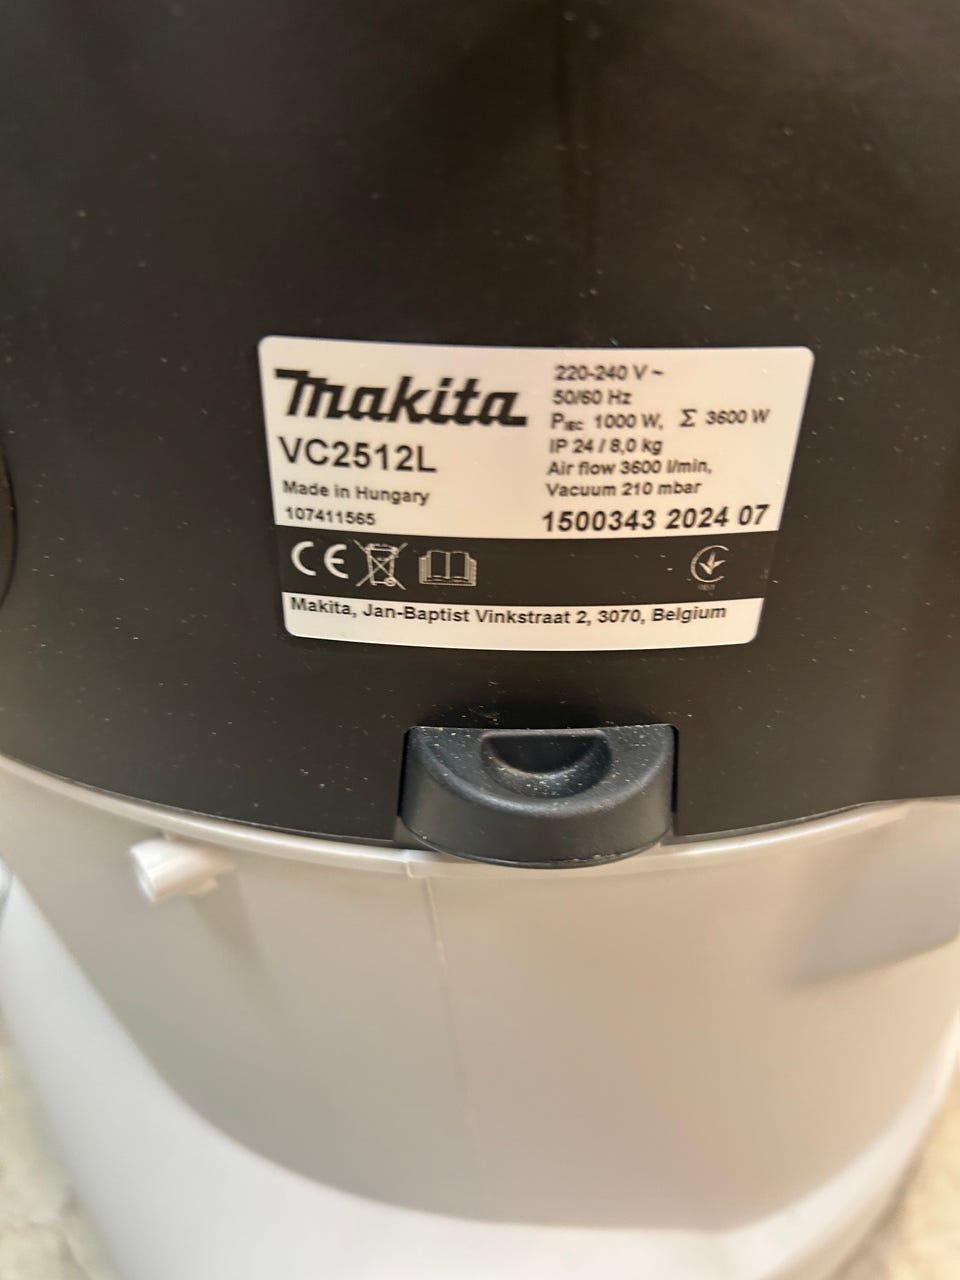 makita
VC2512L
Made in Hungary
107411565
220-240 V ~
50/60 Hz
PIEC 1000 W, Σ 3600 W
IP 24 / 8,0 kg
Air flow 3600 l/min,
Vacuum 210 mbar
1500343 2024 07
CE
Makita, Jan-Baptist Vinkstraat 2, 3070, Belgium